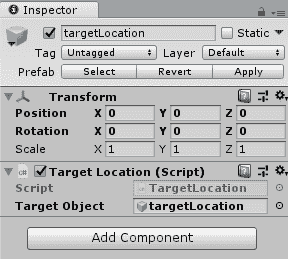 Inspector
targetLocation Static
Tag Untagged Layer Default
Prefab Select Revert Apply
Transform
Position X 0 Y 0 Z 0
Rotation X 0 Y 0 Z 0
Scale X 1 Y 1 Z 1
Target Location (Script)
Script TargetLocation
Target Object targetLocation
Add Component